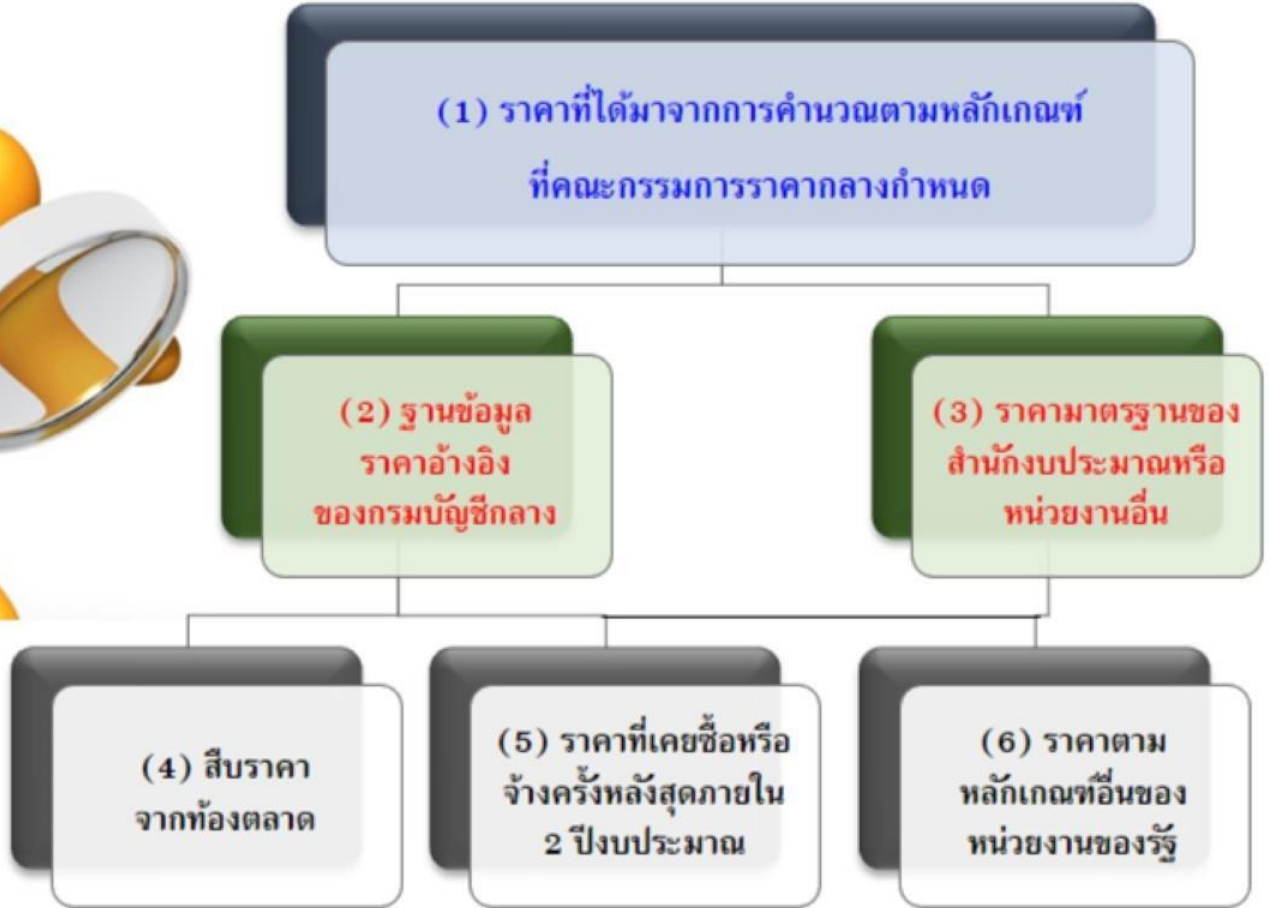 (1) ราคาที่ได้มาจากการคำนวณตามหลักเกณฑ์
ที่คณะกรรมการราคากลางกำหนด
(2) ฐานข้อมูล
ราคาอ้างอิง
ของกรมบัญชีกลาง
(3) ราคามาตรฐานของ
สำนักงบประมาณหรือ
หน่วยงานอื่น
(4) สืบราคา
จากท้องตลาด
(5) ราคาที่เคยซื้อหรือ
จ้างครั้งหลังสุดภายใน
2 ปีงบประมาณ
(6) ราคาตาม
หลักเกณฑ์อื่นของ
หน่วยงานของรัฐ